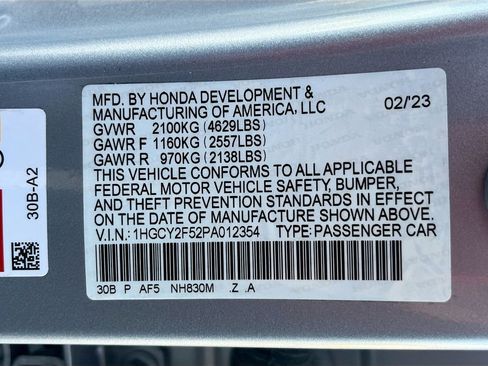 MFD. BY HONDA DEVELOPMENT &
MANUFACTURING OF AMERICA, LLC 02/'23
GVWR 2100KG (4629LBS)
GAWR F 1160KG (2557LBS)
GAWR R 970KG (2138LBS)
THIS VEHICLE CONFORMS TO ALL APPLICABLE
FEDERAL MOTOR VEHICLE SAFETY, BUMPER,
AND THEFT PREVENTION STANDARDS IN EFFECT ON
THE DATE OF MANUFACTURE SHOWN ABOVE.
V.I.N.: 1HGCY2F52PA012354 TYPE: PASSENGER CAR
30B P AF5 NH830M .Z .A
30B-A2